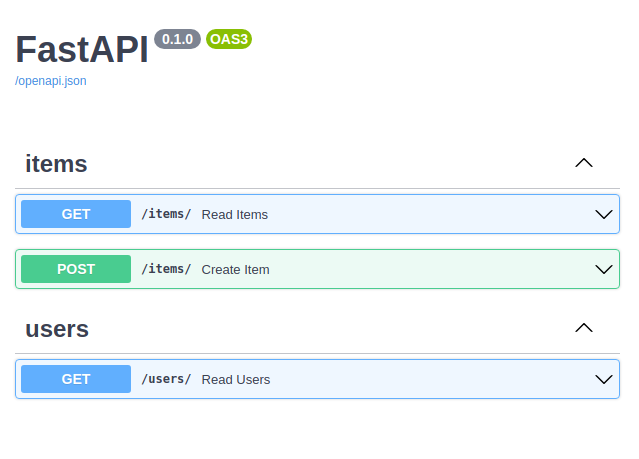 FastAPI 0.1.0 OAS3
/openapi.json
items
GET /items/ Read Items
POST /items/ Create Item
users
GET /users/ Read Users